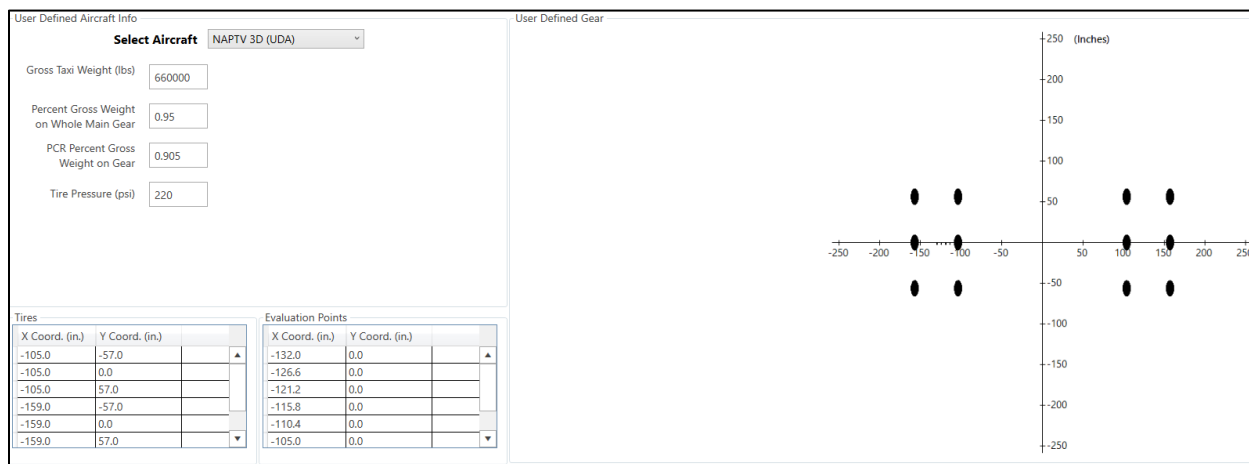 User Defined Aircraft Info
Select Aircraft NAPTV 3D (UDA)
Gross Taxi Weight (lbs) 660000
Percent Gross Weight
on Whole Main Gear 0.95
PCR Percent Gross
Weight on Gear 0.905
Tire Pressure (psi) 220
Tires
X Coord. (in.) Y Coord. (in.)
-105.0 -57.0
-105.0 0.0
-105.0 57.0
-159.0 -57.0
-159.0 0.0
-159.0 57.0
Evaluation Points
X Coord. (in.) Y Coord. (in.)
-132.0 0.0
-126.6 0.0
-121.2 0.0
-115.8 0.0
-110.4 0.0
-105.0 0.0
User Defined Gear
250 (Inches)
200
150
100
50
-250 -200 -150 -100 -50 50 100 150 200 250
-50
-100
-150
-200
-250